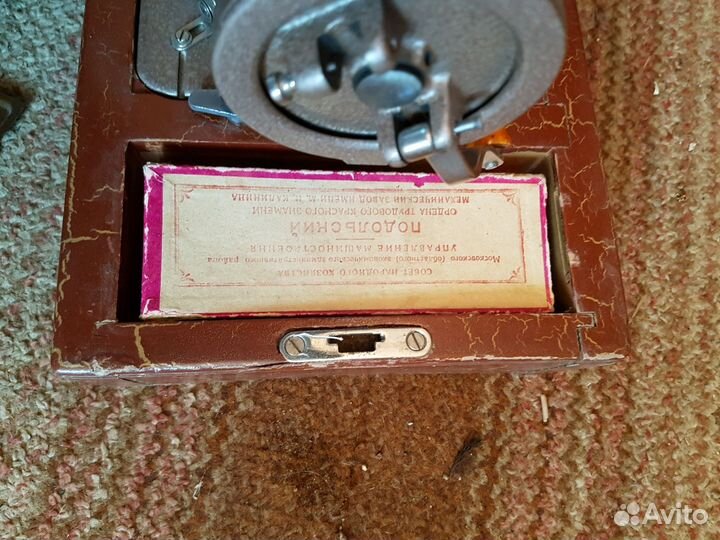 СОВЕТ НАРОДНОГО ХОЗЯЙСТВА
Московского (областного) экономического административного района
УПРАВЛЕНИЕ МАШИНОСТРОЕНИЯ
ПОДОЛЬСКИЙ
ОРДЕНА ТРУДОВОГО КРАСНОГО ЗНАМЕНИ
МЕХАНИЧЕСКИЙ ЗАВОД ИМЕНИ М. И. КАЛИНИНА
Avito